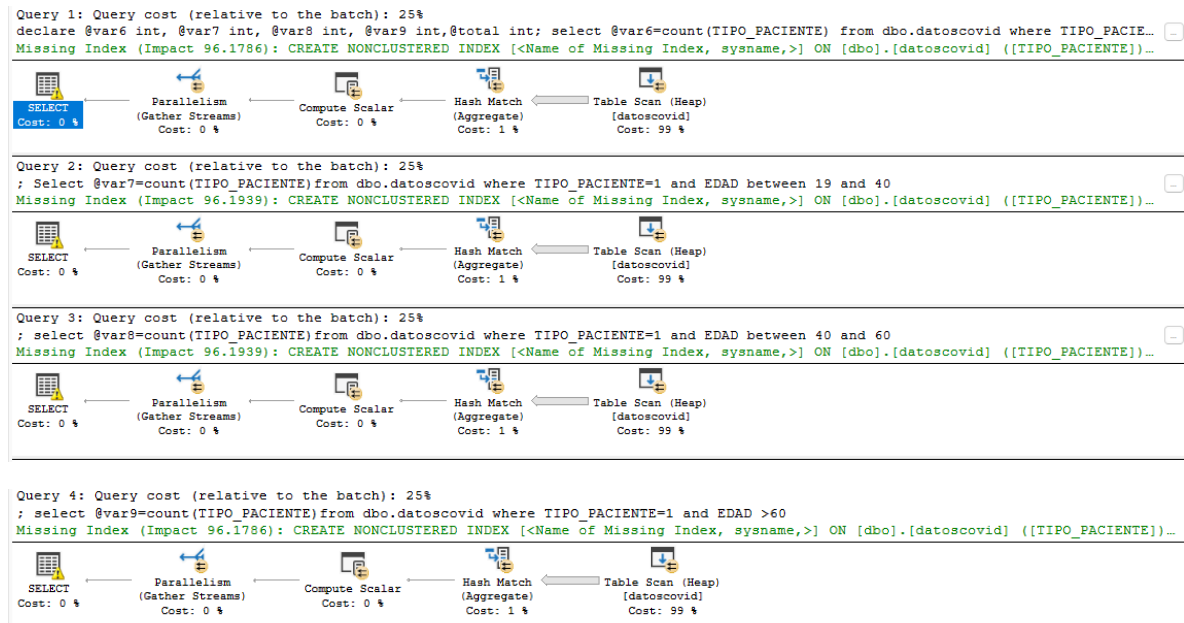 Query 1: Query cost (relative to the batch): 25%
declare @var6 int, @var7 int, @var8 int, @var9 int,@total int; select @var6=count(TIPO_PACIENTE) from dbo.datoscovid where TIPO_PACIE…
Missing Index (Impact 96.1786): CREATE NONCLUSTERED INDEX [<Name of Missing Index, sysname,>] ON [dbo].[datoscovid] ([TIPO_PACIENTE])…
SELECT
Cost: 0 %
Parallelism
(Gather Streams)
Cost: 0 %
Compute Scalar
Cost: 0 %
Hash Match
(Aggregate)
Cost: 1 %
Table Scan (Heap)
[datoscovid]
Cost: 99 %
Query 2: Query cost (relative to the batch): 25%
; Select @var7=count(TIPO_PACIENTE)from dbo.datoscovid where TIPO_PACIENTE=1 and EDAD between 19 and 40
Missing Index (Impact 96.1939): CREATE NONCLUSTERED INDEX [<Name of Missing Index, sysname,>] ON [dbo].[datoscovid] ([TIPO_PACIENTE])…
SELECT
Cost: 0 %
Parallelism
(Gather Streams)
Cost: 0 %
Compute Scalar
Cost: 0 %
Hash Match
(Aggregate)
Cost: 1 %
Table Scan (Heap)
[datoscovid]
Cost: 99 %
Query 3: Query cost (relative to the batch): 25%
; select @var8=count(TIPO_PACIENTE)from dbo.datoscovid where TIPO_PACIENTE=1 and EDAD between 40 and 60
Missing Index (Impact 96.1939): CREATE NONCLUSTERED INDEX [<Name of Missing Index, sysname,>] ON [dbo].[datoscovid] ([TIPO_PACIENTE])…
SELECT
Cost: 0 %
Parallelism
(Gather Streams)
Cost: 0 %
Compute Scalar
Cost: 0 %
Hash Match
(Aggregate)
Cost: 1 %
Table Scan (Heap)
[datoscovid]
Cost: 99 %
Query 4: Query cost (relative to the batch): 25%
; select @var9=count(TIPO_PACIENTE)from dbo.datoscovid where TIPO_PACIENTE=1 and EDAD >60
Missing Index (Impact 96.1786): CREATE NONCLUSTERED INDEX [<Name of Missing Index, sysname,>] ON [dbo].[datoscovid] ([TIPO_PACIENTE])…
SELECT
Cost: 0 %
Parallelism
(Gather Streams)
Cost: 0 %
Compute Scalar
Cost: 0 %
Hash Match
(Aggregate)
Cost: 1 %
Table Scan (Heap)
[datoscovid]
Cost: 99 %